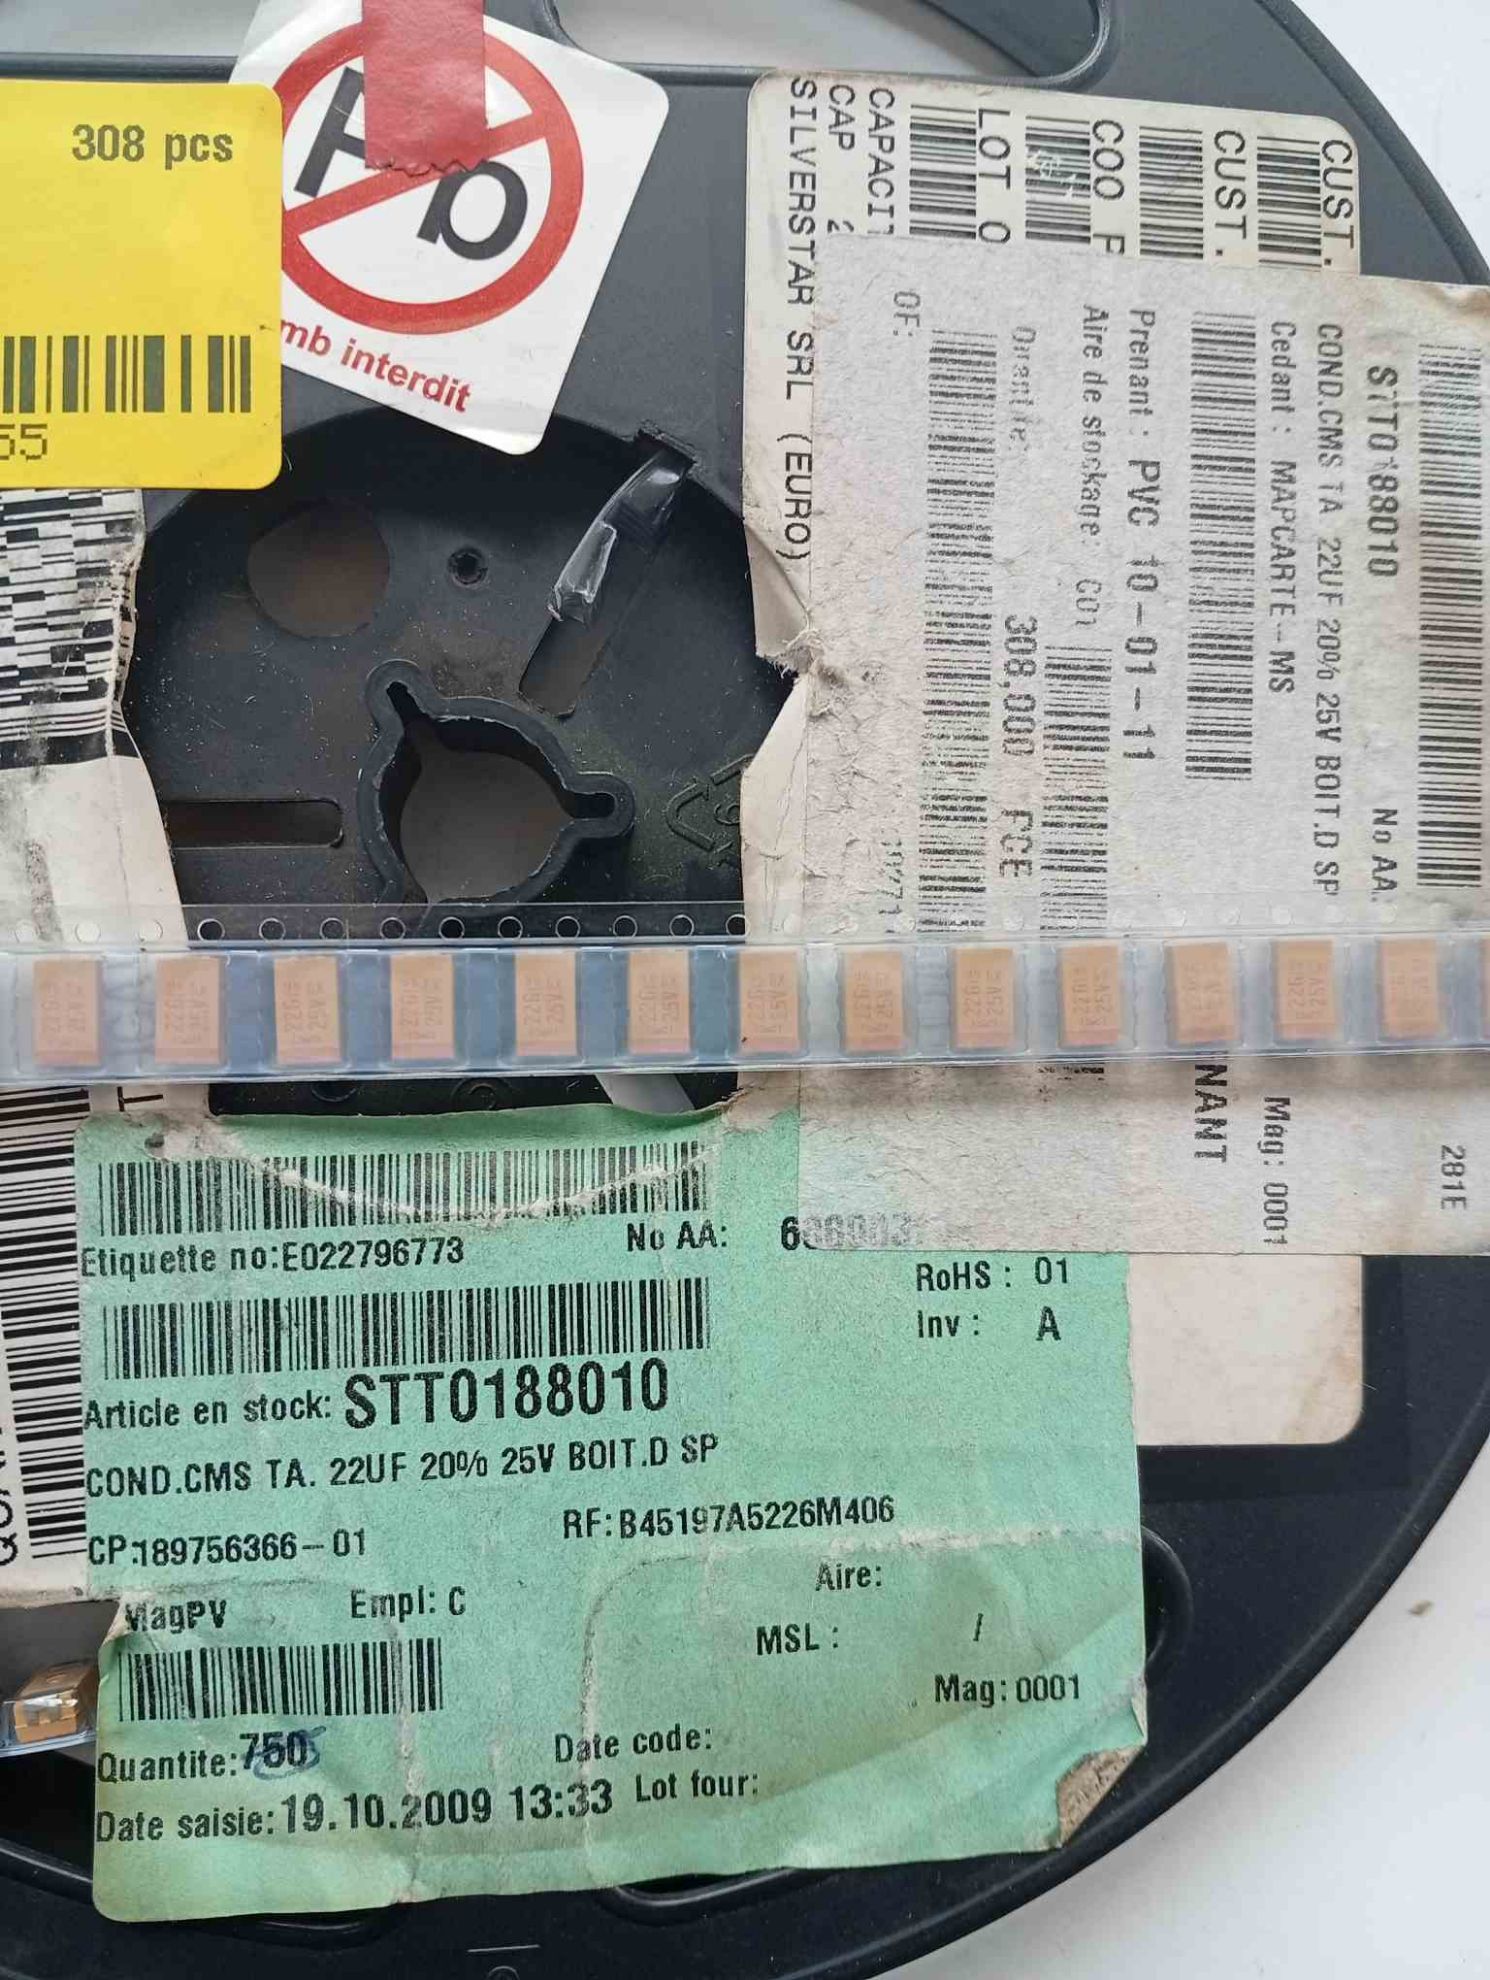 308 pcs
55
Pb
mb interdit
CUST.
CUST.
COO
LOT
CAP
SILVERSTAR SRL (EURO)
STT0188010 No AA:
COND.CMS TA 22UF 20% 25V BOIT.D SP
Cedant : MAPCARTE-MS
Prenant : PVC 10-01-11
Aire de stockage: C01
308,000 PCE
OF:
NANT
Mag: 0001
281E
Etiquette no:E022796773
No AA:
RoHS : 01
Inv : A
Article en stock: STT0188010
COND.CMS TA. 22UF 20% 25V BOIT.D SP
RF:B45197A5226M406
CP:189756366-01
MagPV Empl: C
Aire:
MSL : /
Mag: 0001
Quantite:750
Date code:
Date saisie: 19.10.2009 13:33
Lot four: